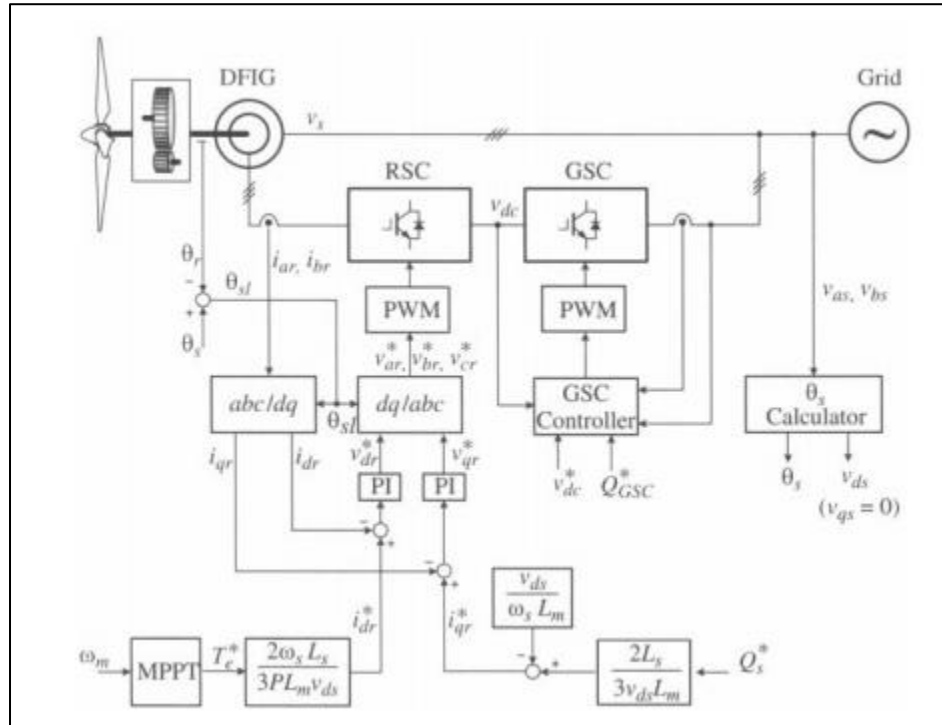 DFIG
Grid
v_s
RSC
GSC
v_dc
θ_r
i_ar, i_br
−
θ_sl
+
θ_s
PWM
PWM
v_as, v_bs
v*_ar, v*_br, v*_cr
abc/dq
θ_sl
dq/abc
GSC
Controller
θ_s
Calculator
i_qr
i_dr
v*_dr
v*_qr
PI
PI
v*_dc
Q*_GSC
θ_s
v_ds
(v_qs = 0)
−
+
−
+
v_ds
ω_s L_m
i*_dr
i*_qr
ω_m
MPPT
T*_e
2ω_s L_s
3PL_m v_ds
−
+
2L_s
3v_ds L_m
Q*_s